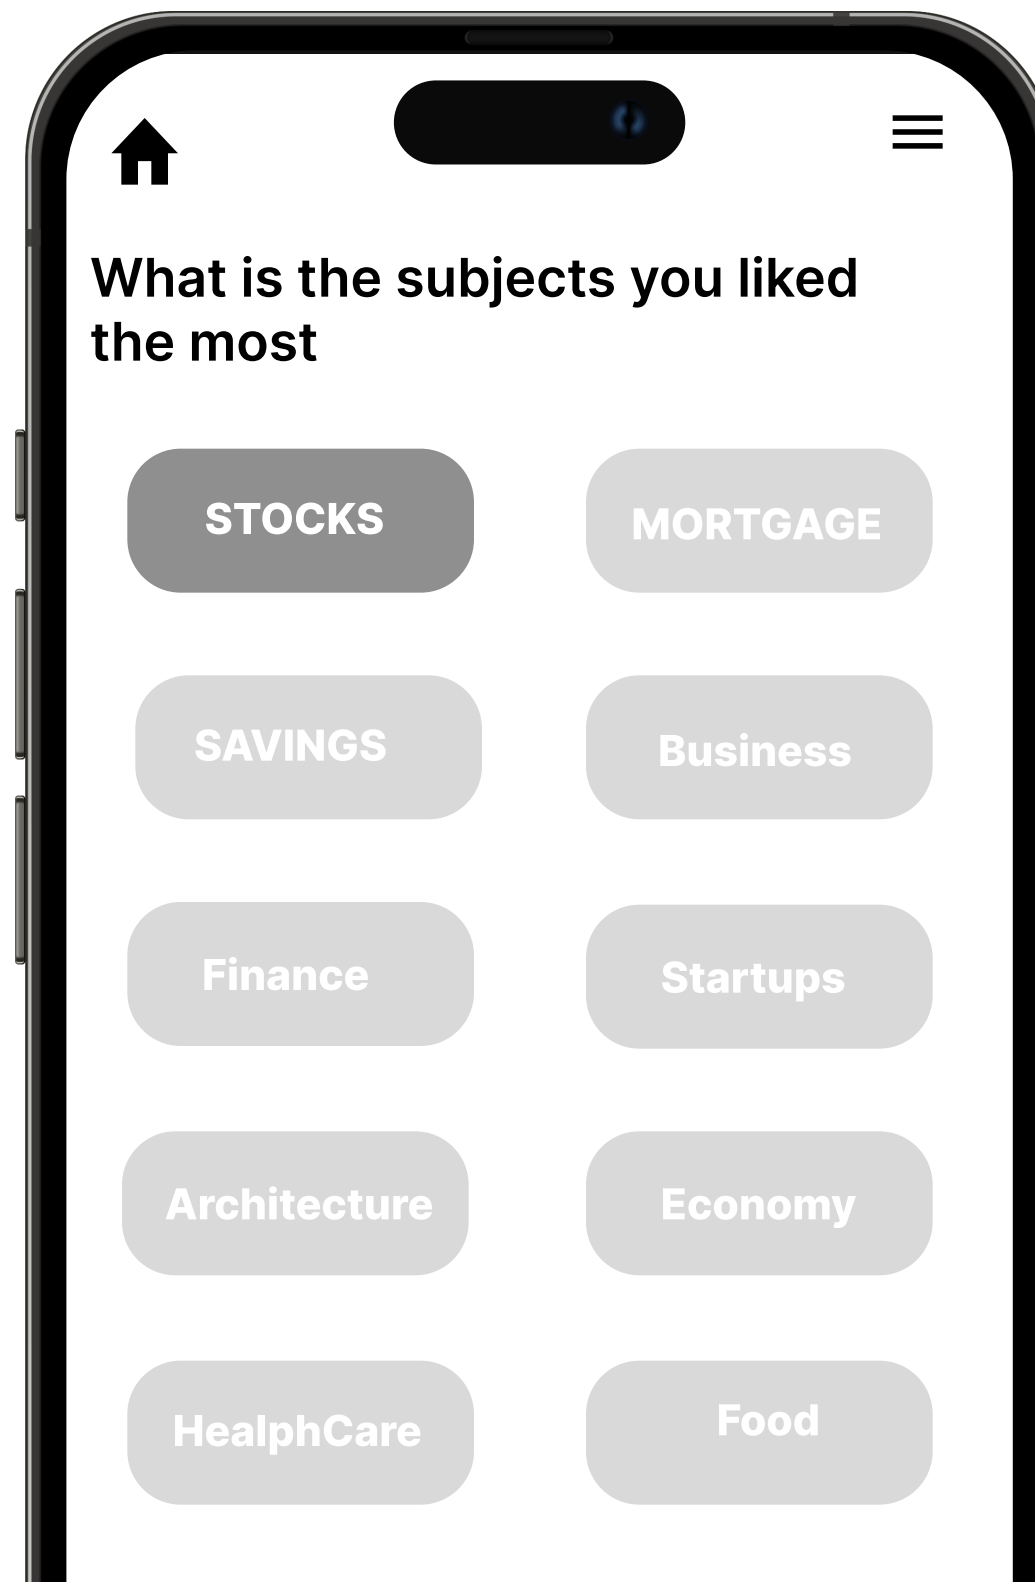 What is the subjects you liked
the most
STOCKS
MORTGAGE
SAVINGS
Business
Finance
Startups
Architecture
Economy
HealphCare
Food